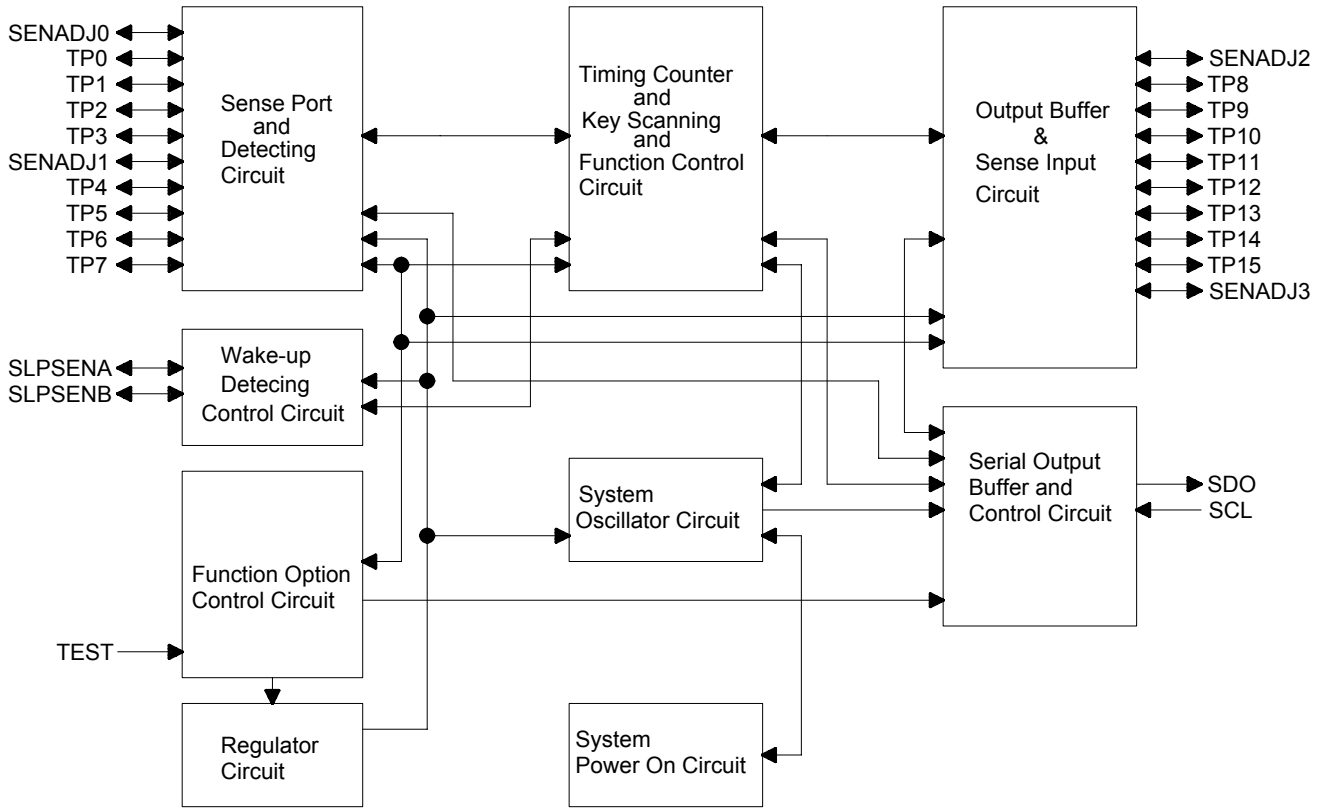 SENADJ0
TP0
TP1
TP2
TP3
SENADJ1
TP4
TP5
TP6
TP7
Sense Port
and
Detecting
Circuit
Timing Counter
and
Key Scanning
and
Function Control
Circuit
Output Buffer
&
Sense Input
Circuit
SENADJ2
TP8
TP9
TP10
TP11
TP12
TP13
TP14
TP15
SENADJ3
SLPSENA
SLPSENB
Wake-up
Detecing
Control Circuit
System
Oscillator Circuit
Serial Output
Buffer and
Control Circuit
SDO
SCL
Function Option
Control Circuit
TEST
Regulator
Circuit
System
Power On Circuit